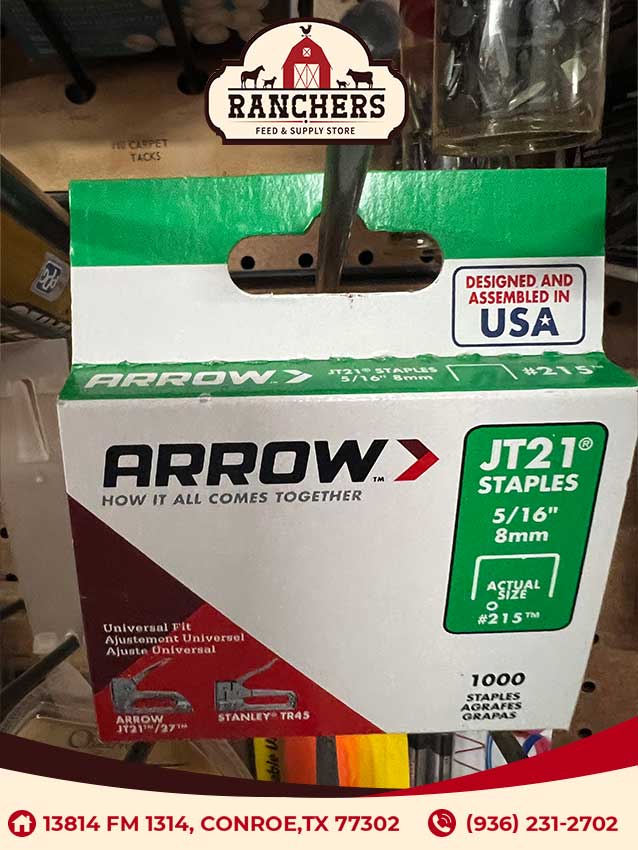 RANCHERS
FEED & SUPPLY STORE
CARPET
TACKS
DESIGNED AND
ASSEMBLED IN
USA
ARROW™
JT21® STAPLES
5/16" 8mm
#215™
ARROW™
HOW IT ALL COMES TOGETHER
JT21®
STAPLES
5/16"
8mm
ACTUAL
SIZE
#215™
Universal Fit
Ajustement Universel
Ajuste Universal
ARROW
JT21™/27™
STANLEY® TR45
1000
STAPLES
AGRAFES
GRAPAS
13814 FM 1314, CONROE,TX 77302
(936) 231-2702